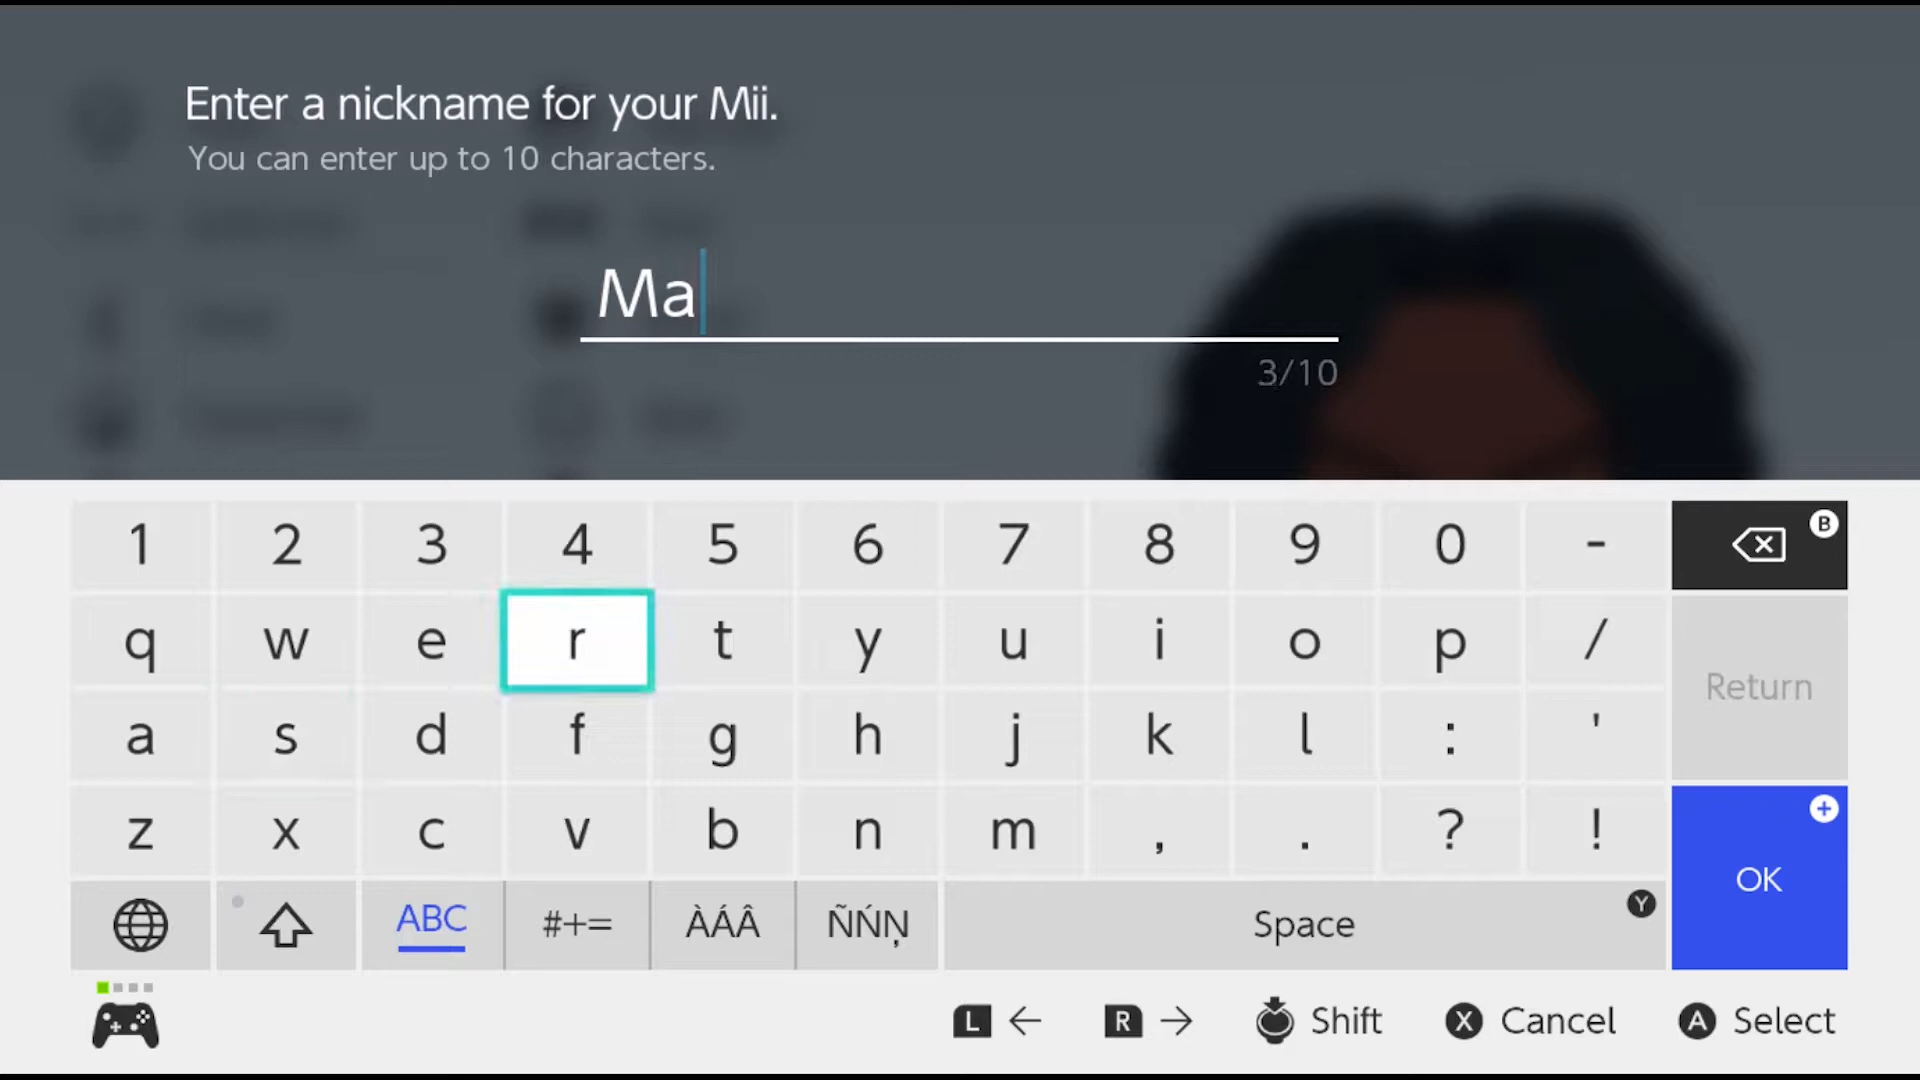 Enter a nickname for your Mii.
You can enter up to 10 characters.
Ma
3/10
1 2 3 4 5 6 7 8 9 0 - B
q w e r t y u i o p /
Return
a s d f g h j k l : '
z x c v b n m , . ? ! +
OK
ABC #+= ÀÁÂ ÑŃŅ Space Y
L ← R → Shift X Cancel A Select